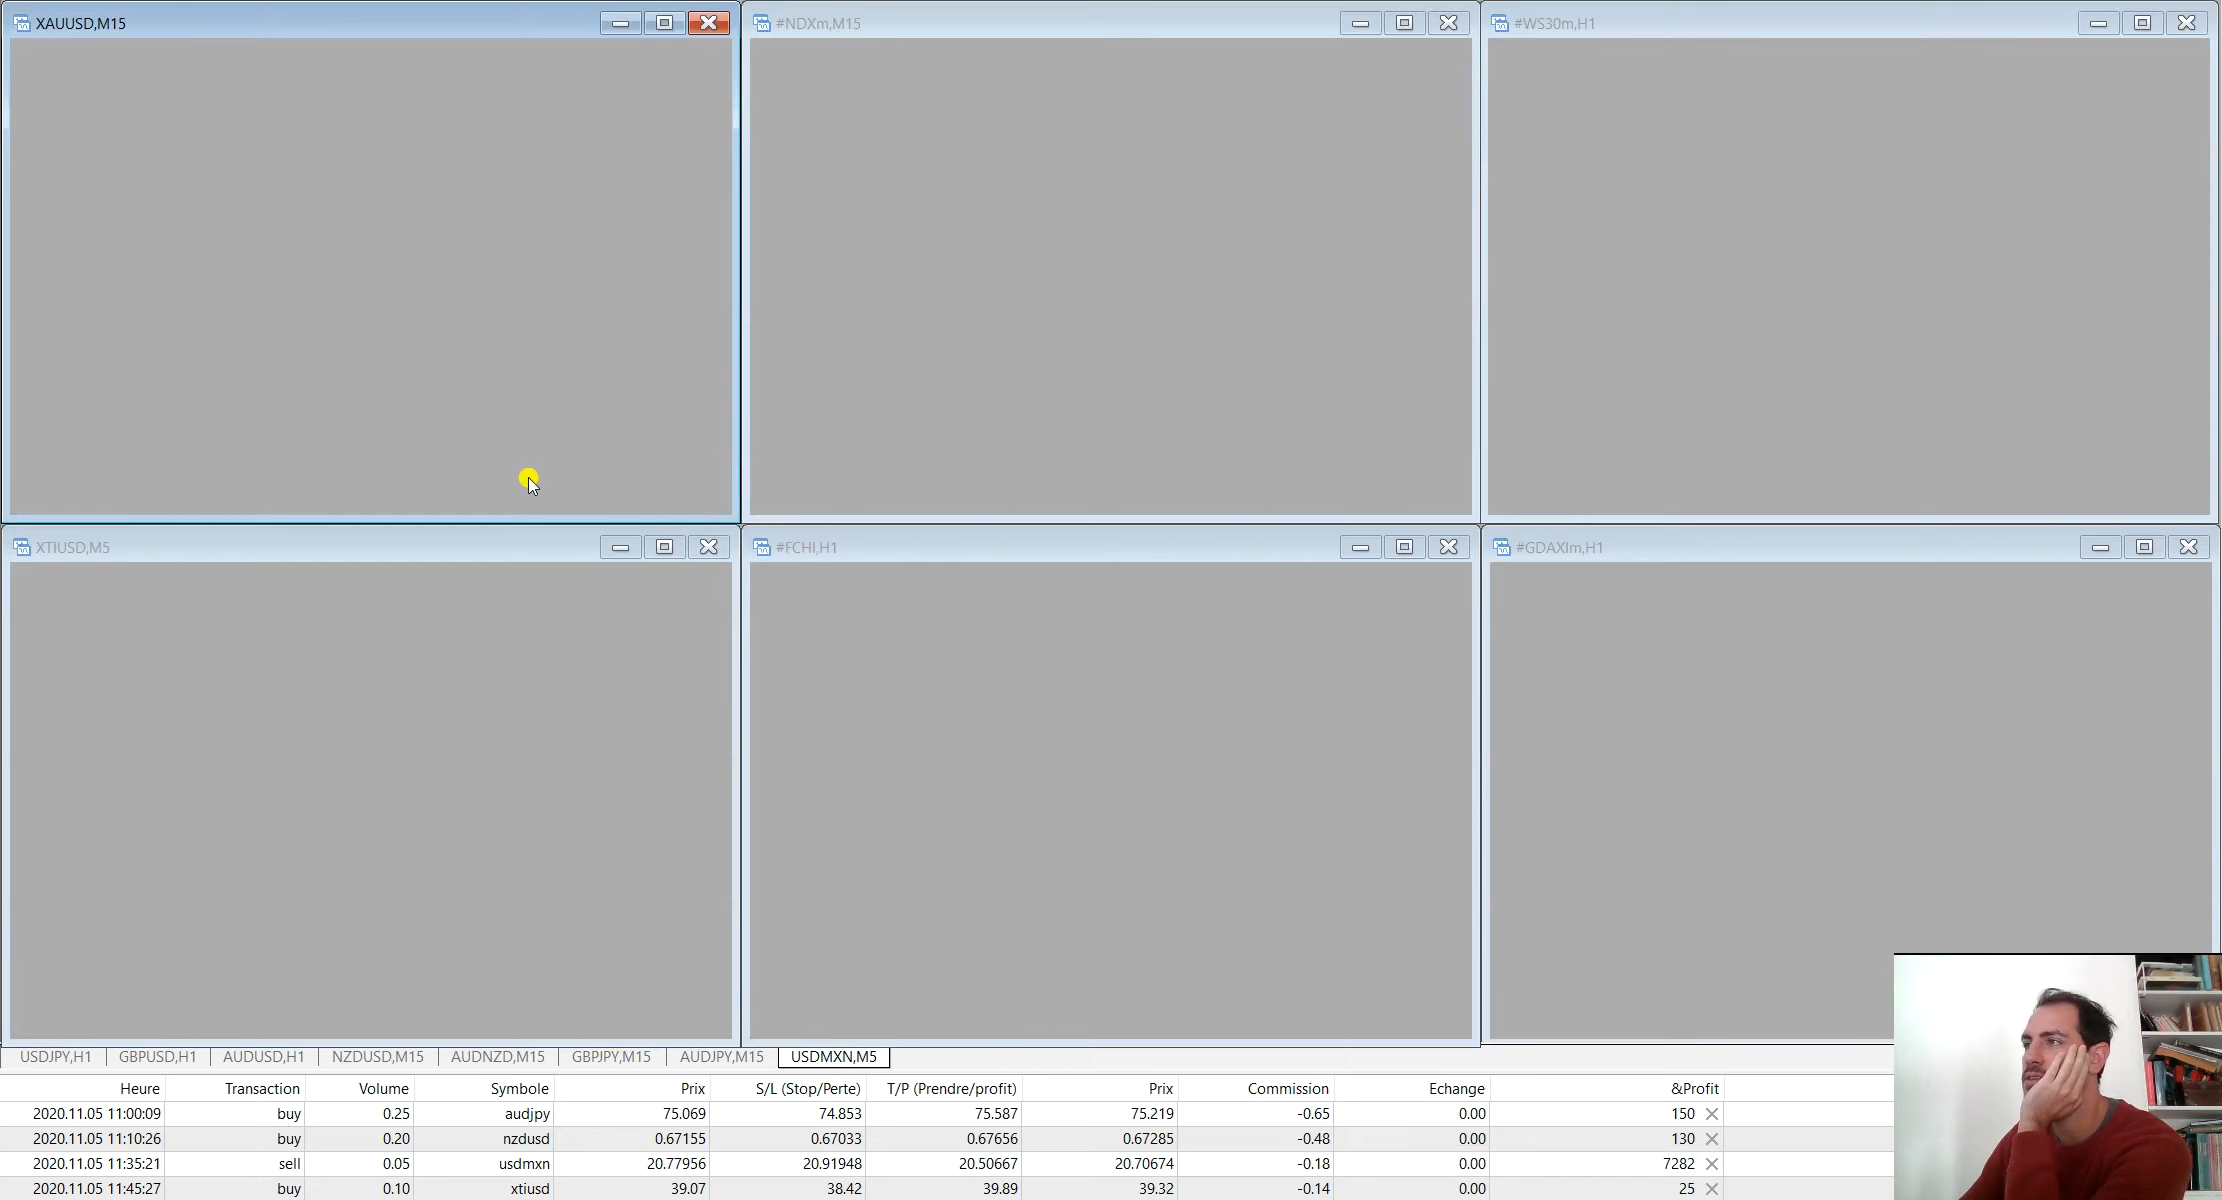 XAUUSD,M15
#NDXm,M15
#WS30m,H1
XTIUSD,M5
#FCHI,H1
#GDAXIm,H1
USDJPY,H1 GBPUSD,H1 AUDUSD,H1 NZDUSD,M15 AUDNZD,M15 GBPJPY,M15 AUDJPY,M15 USDMXN,M5
Heure Transaction Volume Symbole Prix S/L (Stop/Perte) T/P (Prendre/profit) Prix Commission Echange &Profit
2020.11.05 11:00:09 buy 0.25 audjpy 75.069 74.853 75.587 75.219 -0.65 0.00 150
2020.11.05 11:10:26 buy 0.20 nzdusd 0.67155 0.67033 0.67656 0.67285 -0.48 0.00 130
2020.11.05 11:35:21 sell 0.05 usdmxn 20.77956 20.91948 20.50667 20.70674 -0.18 0.00 7282
2020.11.05 11:45:27 buy 0.10 xtiusd 39.07 38.42 39.89 39.32 -0.14 0.00 25